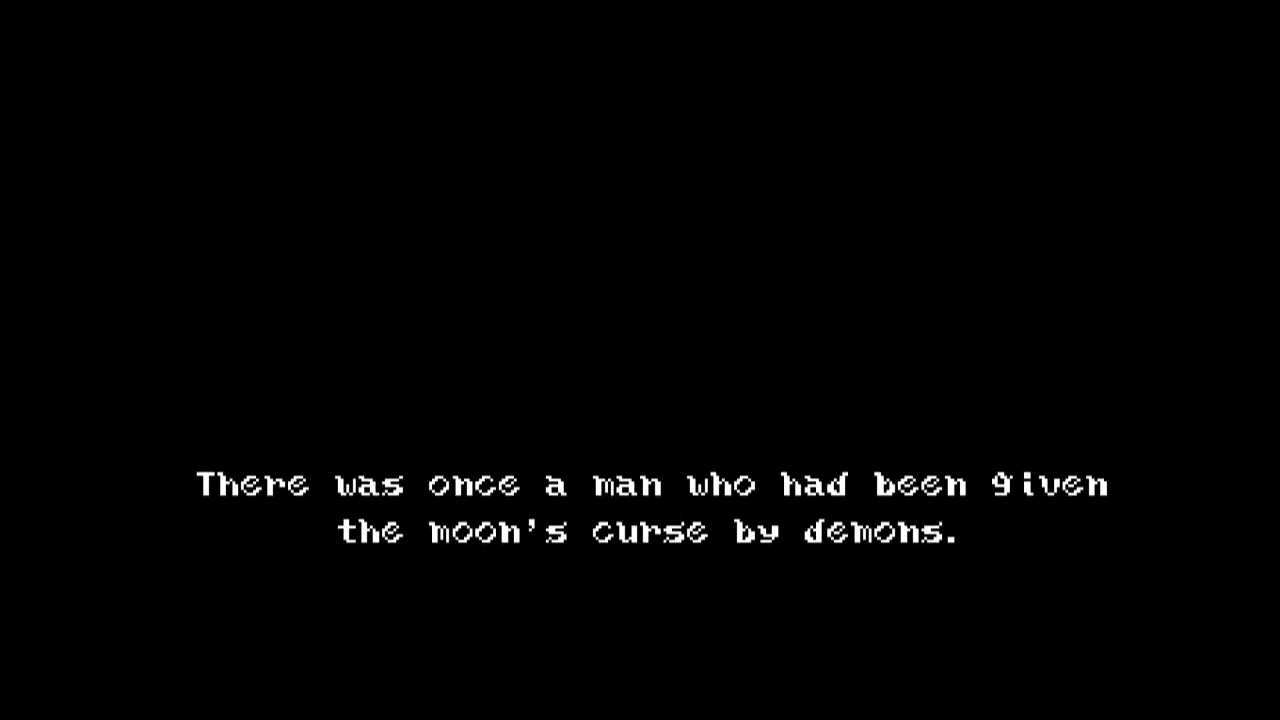 There was once a man who had been given
the moon's curse by demons.